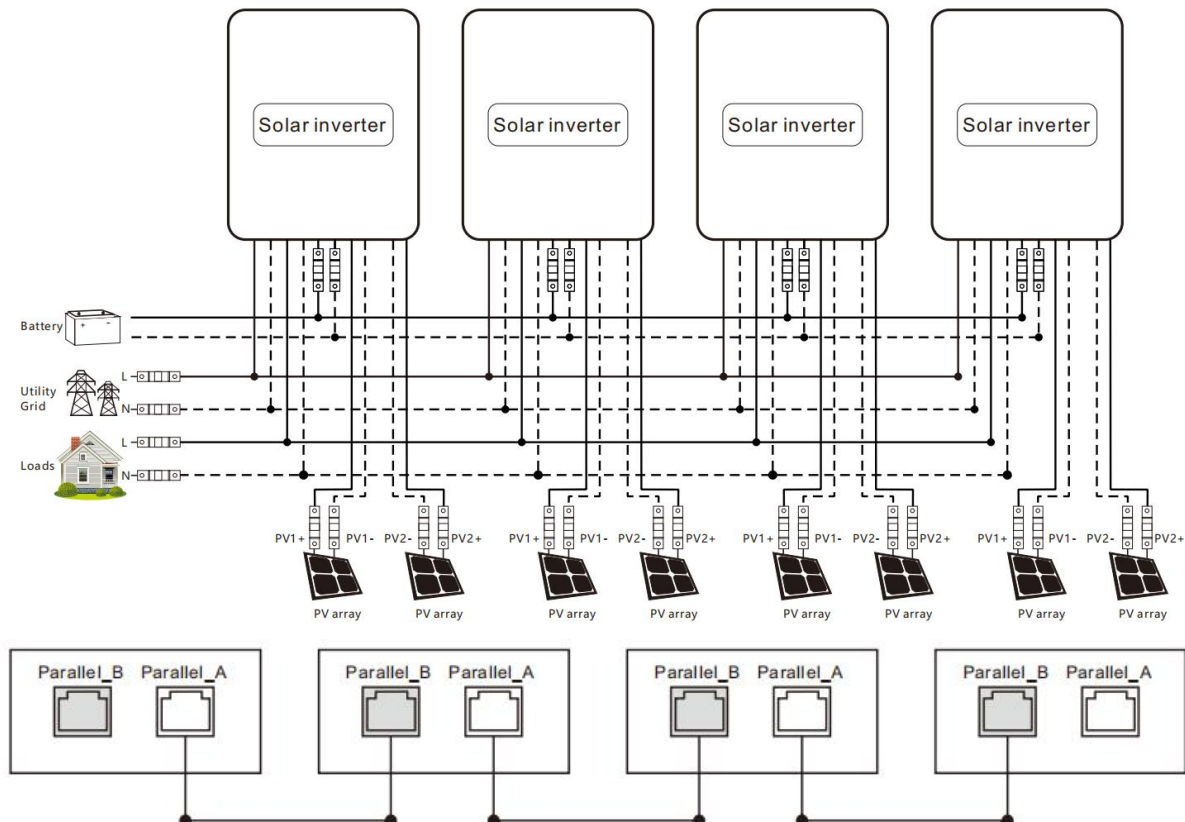 Solar inverter Solar inverter Solar inverter Solar inverter
Battery + -
Utility
Grid
L
N
Loads
L
N
PV1+ PV1- PV2- PV2+ PV1+ PV1- PV2- PV2+ PV1+ PV1- PV2- PV2+ PV1+ PV1- PV2- PV2+
PV array PV array PV array PV array PV array PV array PV array PV array
Parallel_B Parallel_A Parallel_B Parallel_A Parallel_B Parallel_A Parallel_B Parallel_A